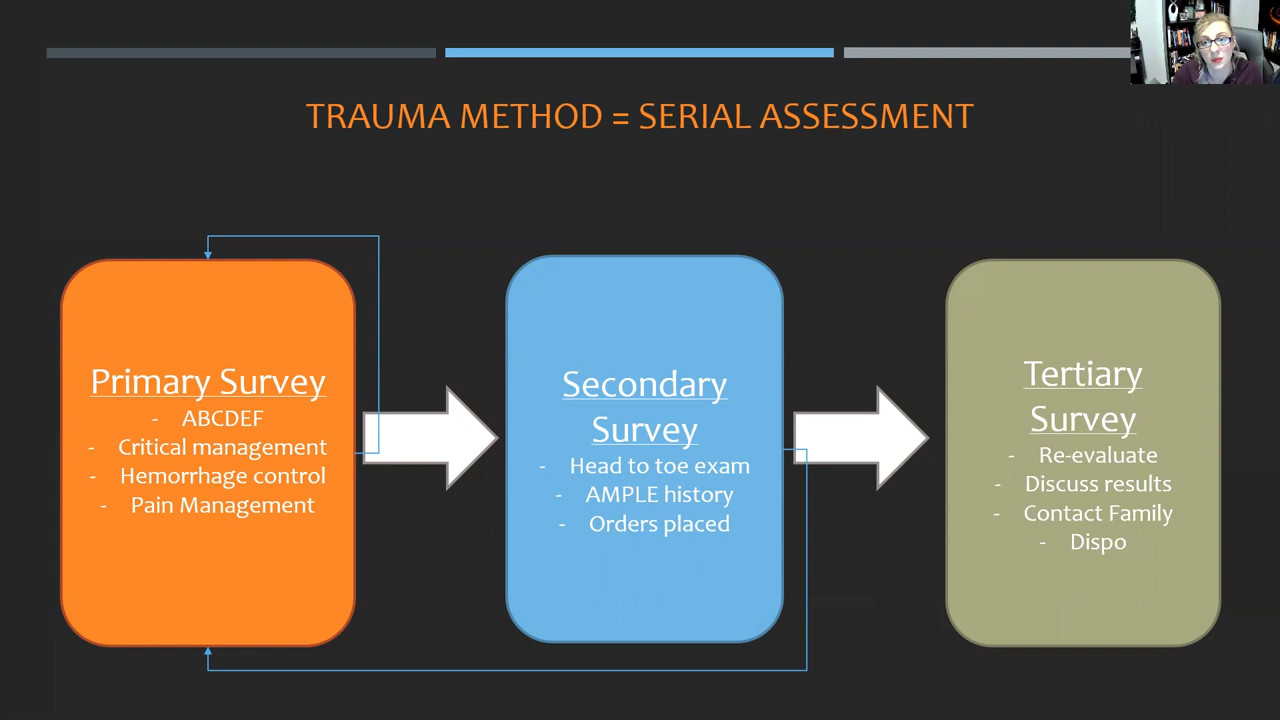 TRAUMA METHOD = SERIAL ASSESSMENT
Primary Survey
- ABCDEF
- Critical management
- Hemorrhage control
- Pain Management
Secondary
Survey
- Head to toe exam
- AMPLE history
- Orders placed
Tertiary
Survey
- Re-evaluate
- Discuss results
- Contact Family
- Dispo